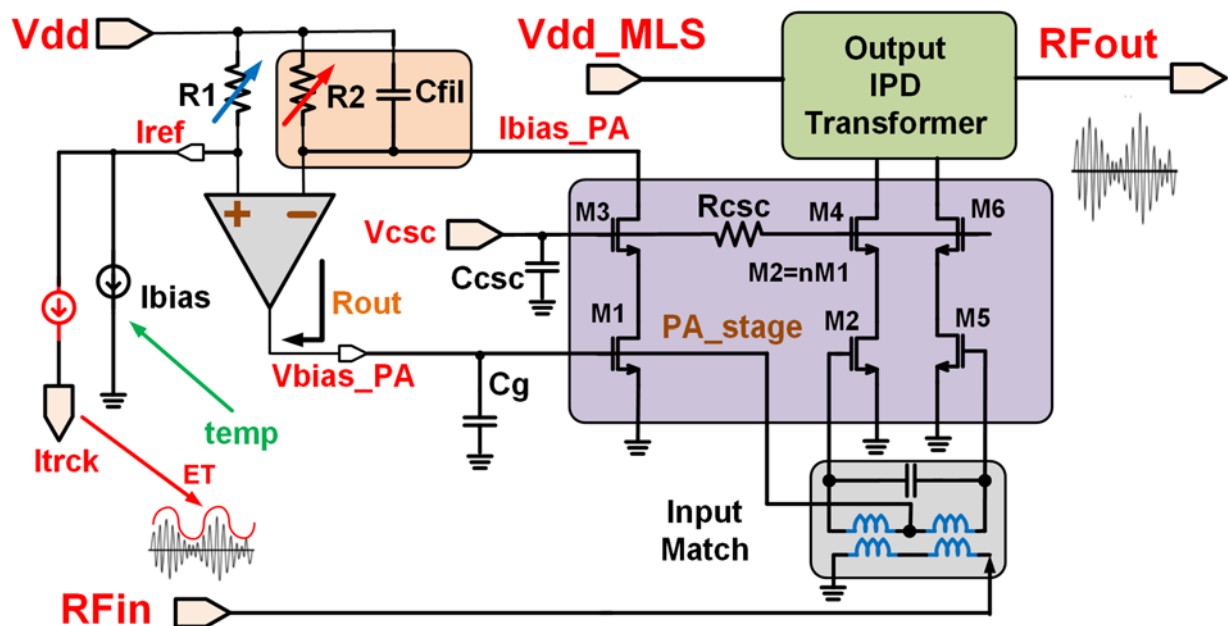 Vdd
R1
R2
Cfil
Iref
Ibias_PA
Vdd_MLS
Output
IPD
Transformer
RFout
+
−
Vcsc
Ccsc
M3
Rcsc
M4
M6
M2=nM1
M1
PA_stage
M2
M5
Ibias
Rout
Vbias_PA
Cg
temp
Itrck
ET
Input
Match
RFin